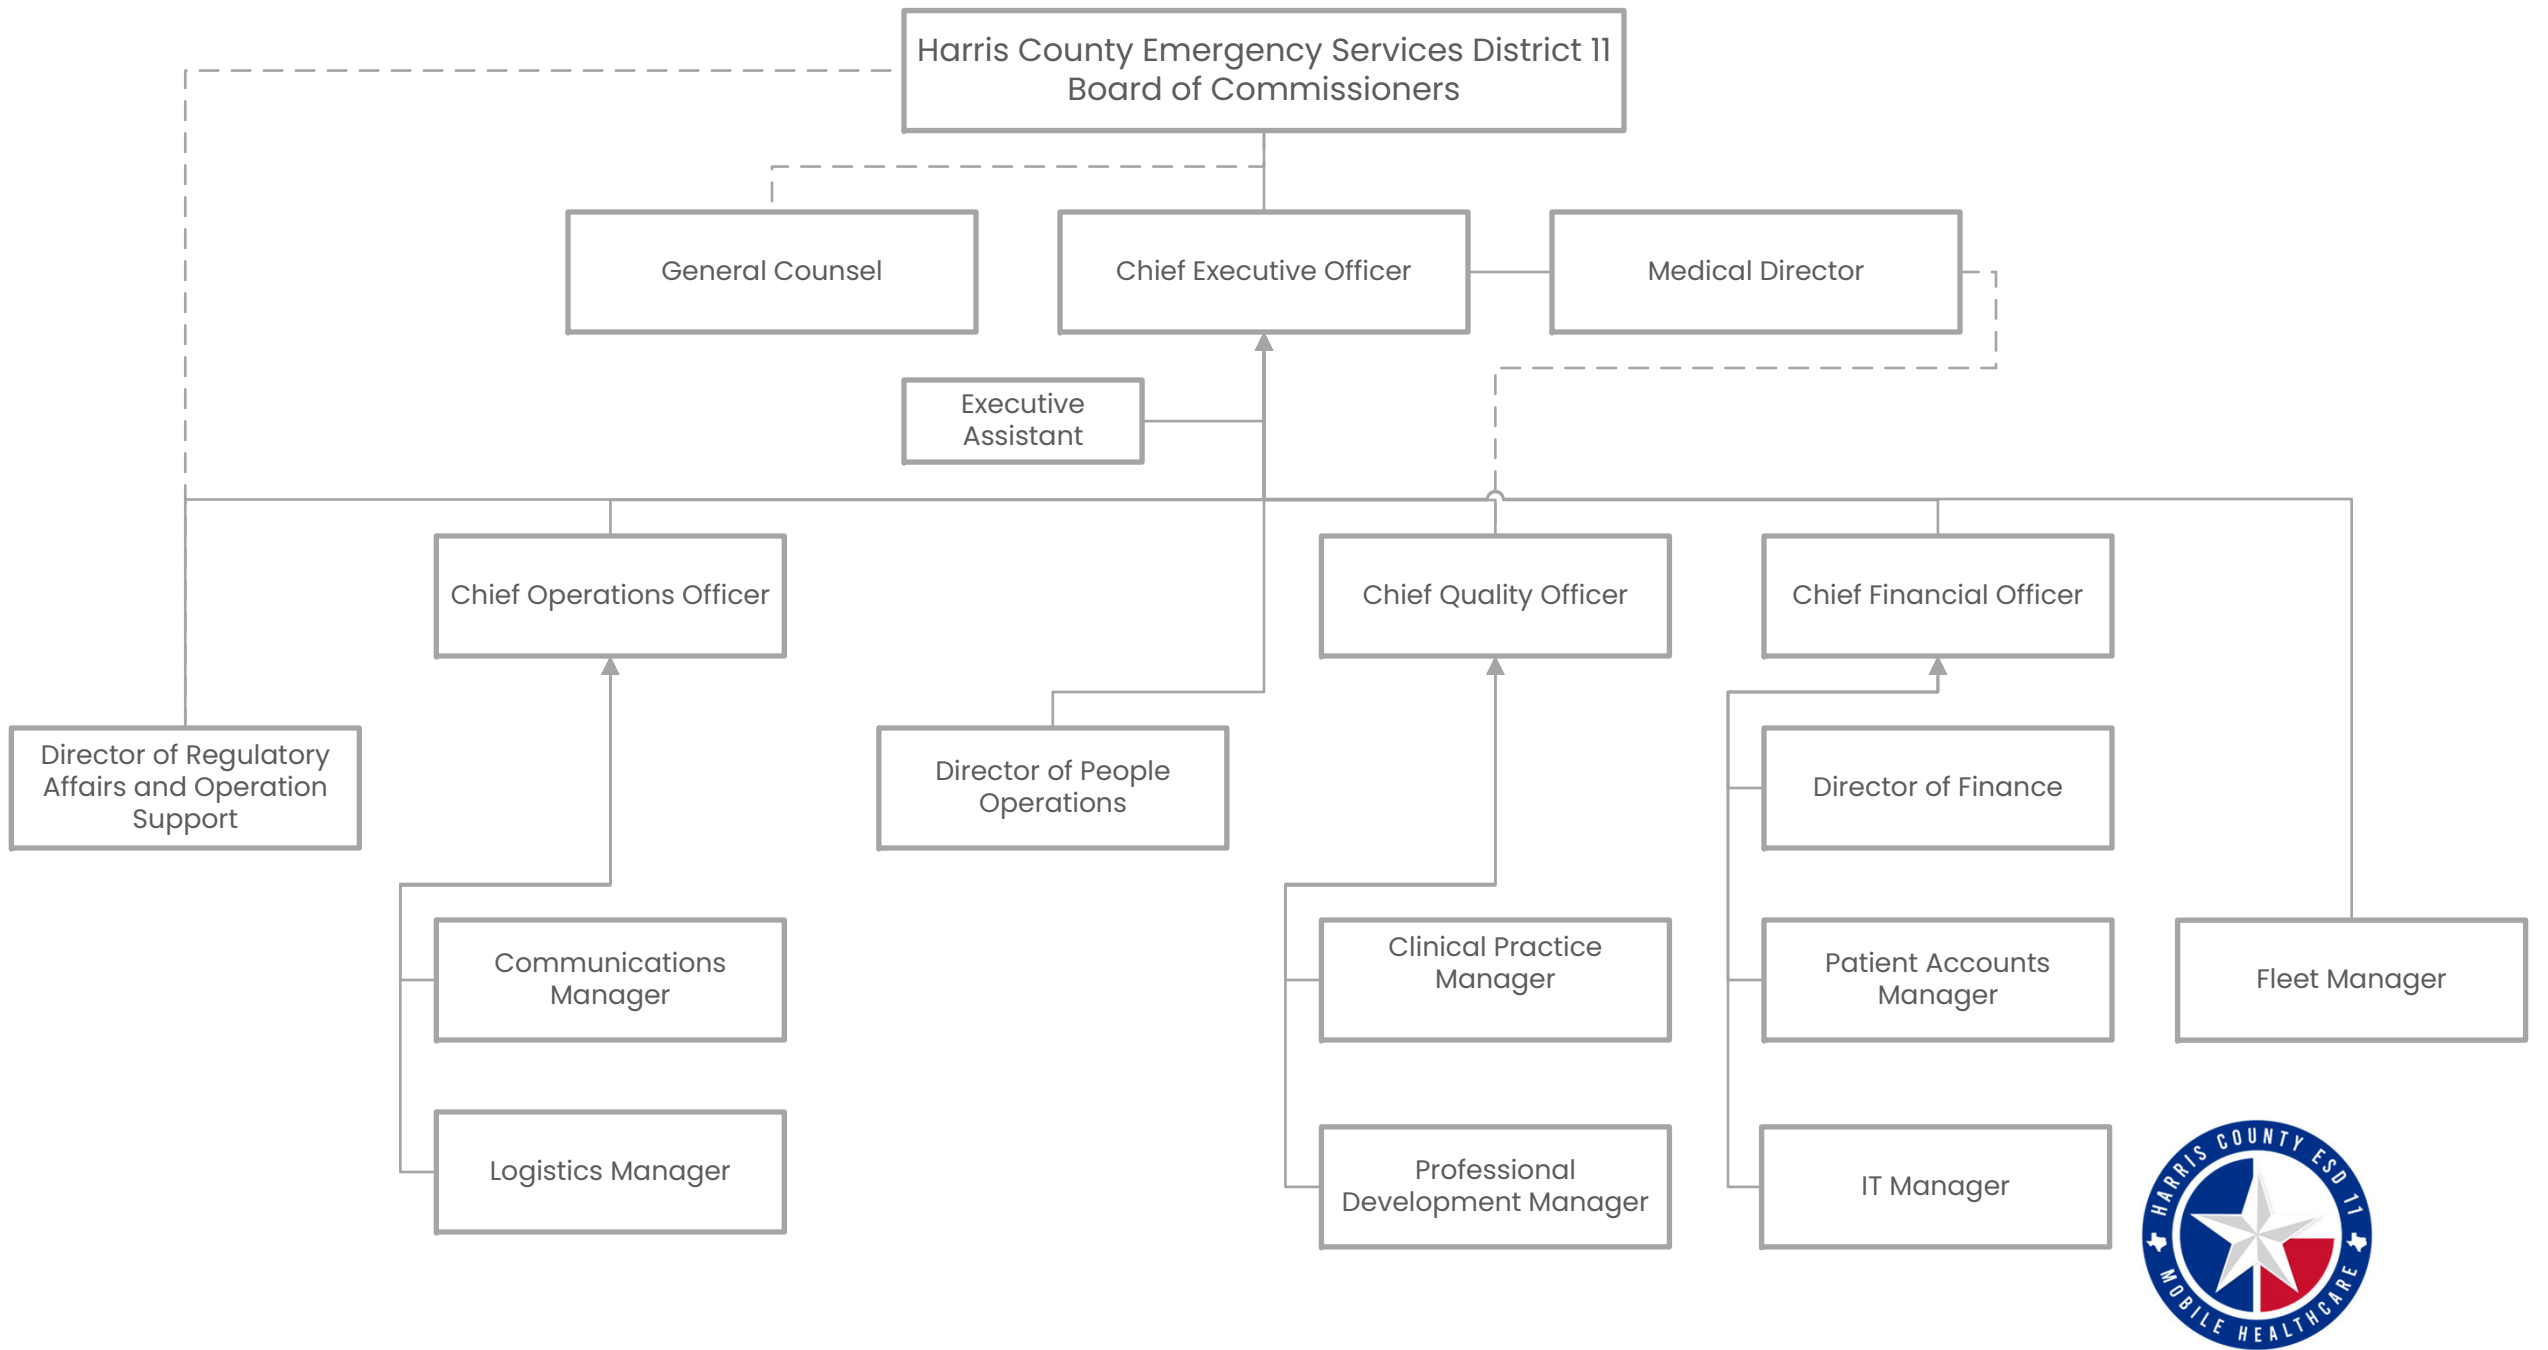 Harris County Emergency Services District 11
Board of Commissioners
General Counsel
Chief Executive Officer
Medical Director
Executive
Assistant
Chief Operations Officer
Chief Quality Officer
Chief Financial Officer
Director of Regulatory
Affairs and Operation
Support
Director of People
Operations
Director of Finance
Communications
Manager
Clinical Practice
Manager
Patient Accounts
Manager
Fleet Manager
Logistics Manager
Professional
Development Manager
IT Manager
HARRIS COUNTY ESD 11
MOBILE HEALTHCARE